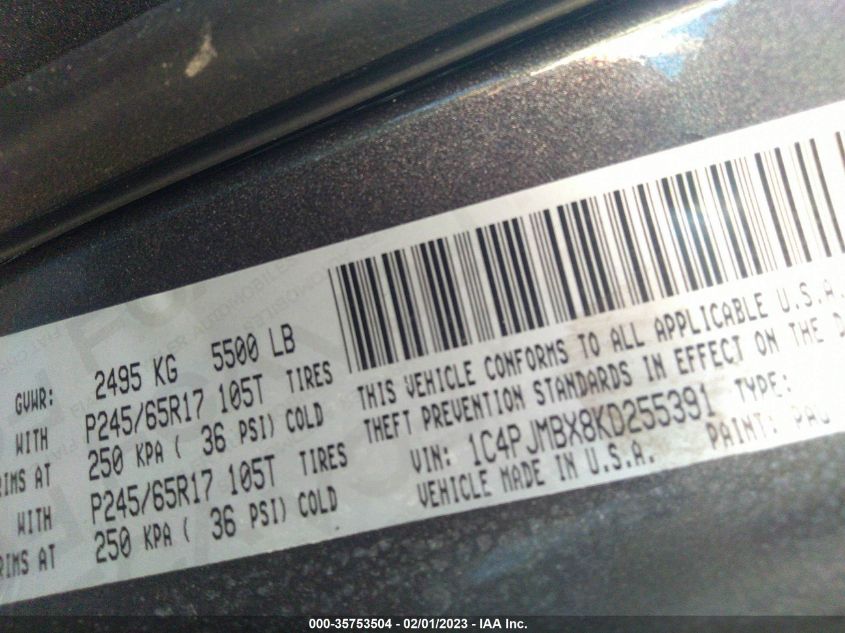 GVWR: 2495 KG 5500 LB
WITH P245/65R17 105T TIRES
RIMS AT 250 KPA ( 36 PSI) COLD
WITH P245/65R17 105T TIRES
RIMS AT 250 KPA ( 36 PSI) COLD
THIS VEHICLE CONFORMS TO ALL APPLICABLE U.S.A.
THEFT PREVENTION STANDARDS IN EFFECT ON THE D
VIN: 1C4PJMBX8KD255391 TYPE:
VEHICLE MADE IN U.S.A. PAINT: PAU
000-35753504 - 02/01/2023 - IAA Inc.